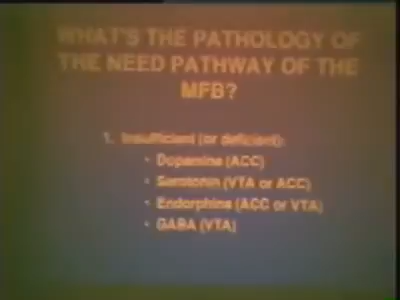 WHAT'S THE PATHOLOGY OF
THE NEED PATHWAY OF THE
MFB?
1. Insufficient (or deficient):
• Dopamine (ACC)
• Serotonin (VTA or ACC)
• Endorphins (ACC or VTA)
• GABA (VTA)